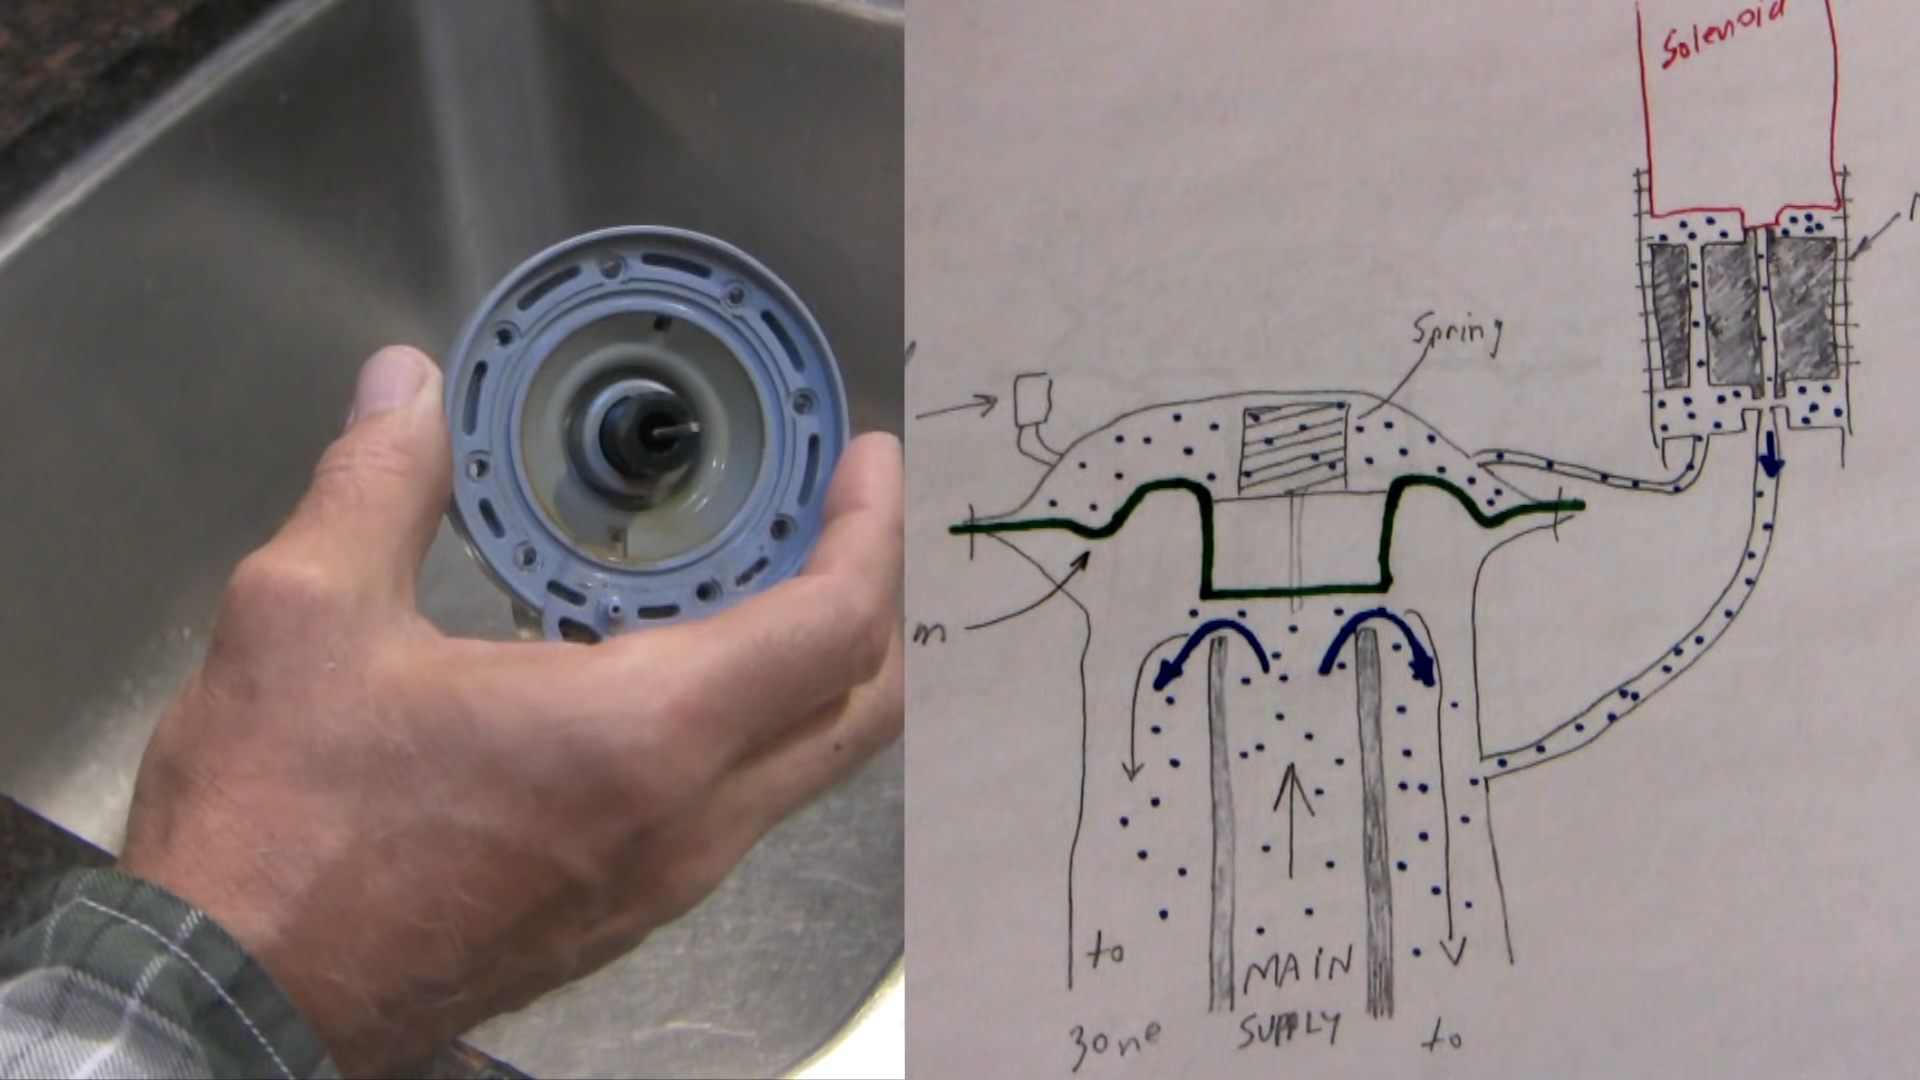 Solenoid
Spring
to
zone
MAIN
SUPPLY
to